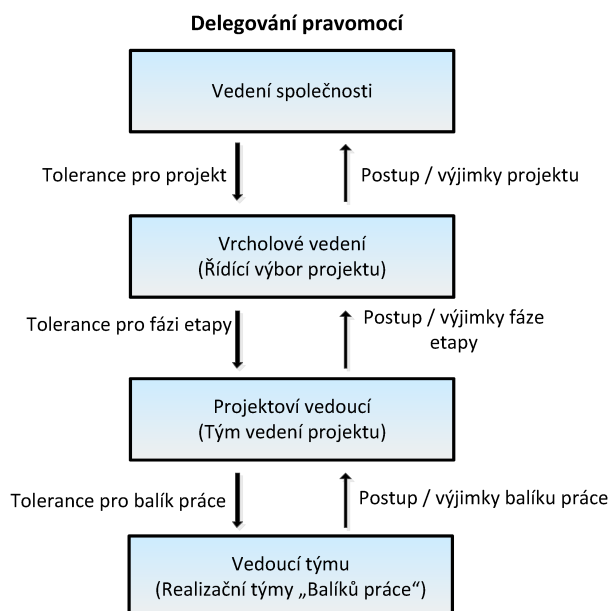 Delegování pravomocí
Vedení společnosti
Tolerance pro projekt
Postup / výjimky projektu
Vrcholové vedení
(Řídící výbor projektu)
Tolerance pro fázi etapy
Postup / výjimky fáze
etapy
Projektoví vedoucí
(Tým vedení projektu)
Tolerance pro balík práce
Postup / výjimky balíku práce
Vedoucí týmu
(Realizační týmy „Balíků práce“)